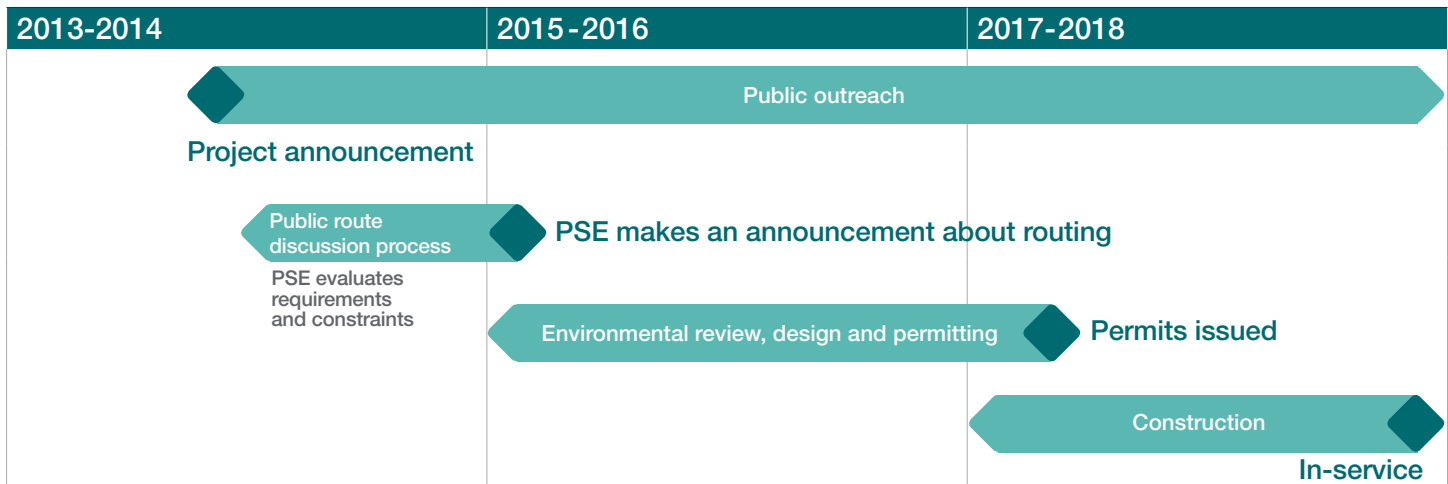 2013-2014
2015-2016
2017-2018
Public outreach
Project announcement
Public route
discussion process
PSE makes an announcement about routing
PSE evaluates
requirements
and constraints
Environmental review, design and permitting
Permits issued
Construction
In-service